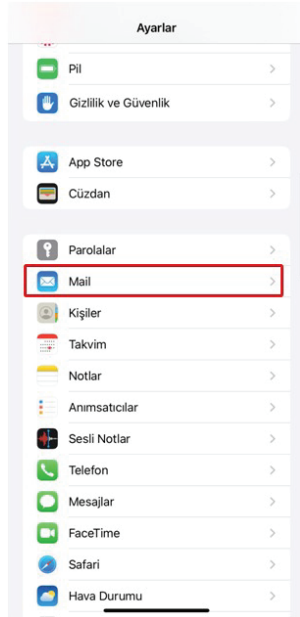 Ayarlar
Pil
Gizlilik ve Güvenlik
App Store
Cüzdan
Parolalar
Mail
Kişiler
Takvim
Notlar
Anımsatıcılar
Sesli Notlar
Telefon
Mesajlar
FaceTime
Safari
Hava Durumu